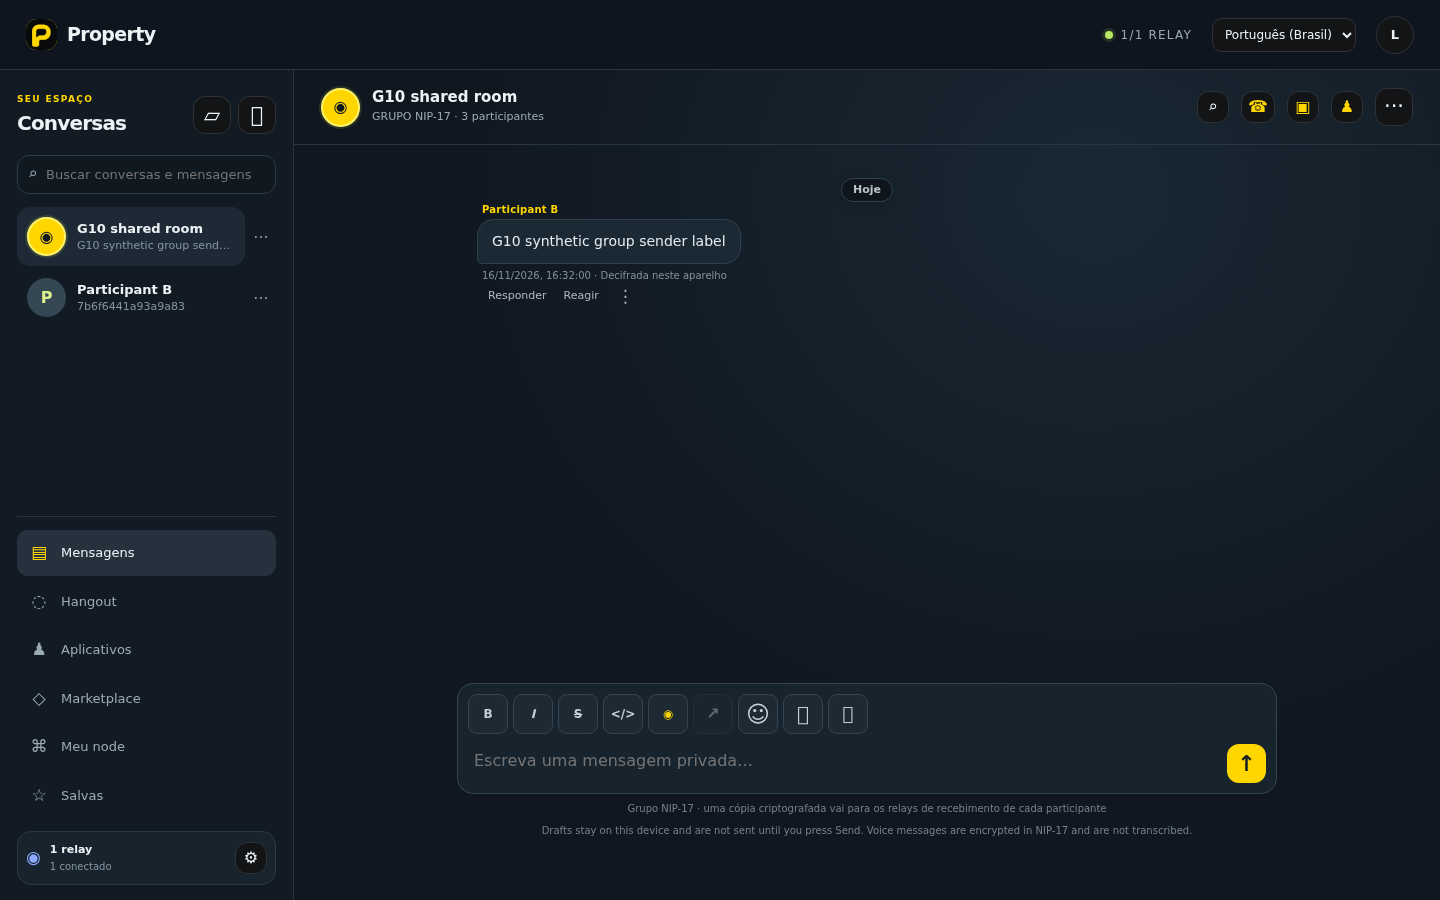 Property
1/1 RELAY
Português (Brasil)
L
SEU ESPAÇO
Conversas
Buscar conversas e mensagens
G10 shared room
G10 synthetic group send…
Participant B
7b6f6441a93a9a83
Mensagens
Hangout
Aplicativos
Marketplace
Meu node
Salvas
1 relay
1 conectado
G10 shared room
GRUPO NIP-17 · 3 participantes
Hoje
Participant B
G10 synthetic group sender label
16/11/2026, 16:32:00 · Decifrada neste aparelho
Responder Reagir
B I S </>
Escreva uma mensagem privada…
Grupo NIP-17 · uma cópia criptografada vai para os relays de recebimento de cada participante
Drafts stay on this device and are not sent until you press Send. Voice messages are encrypted in NIP-17 and are not transcribed.